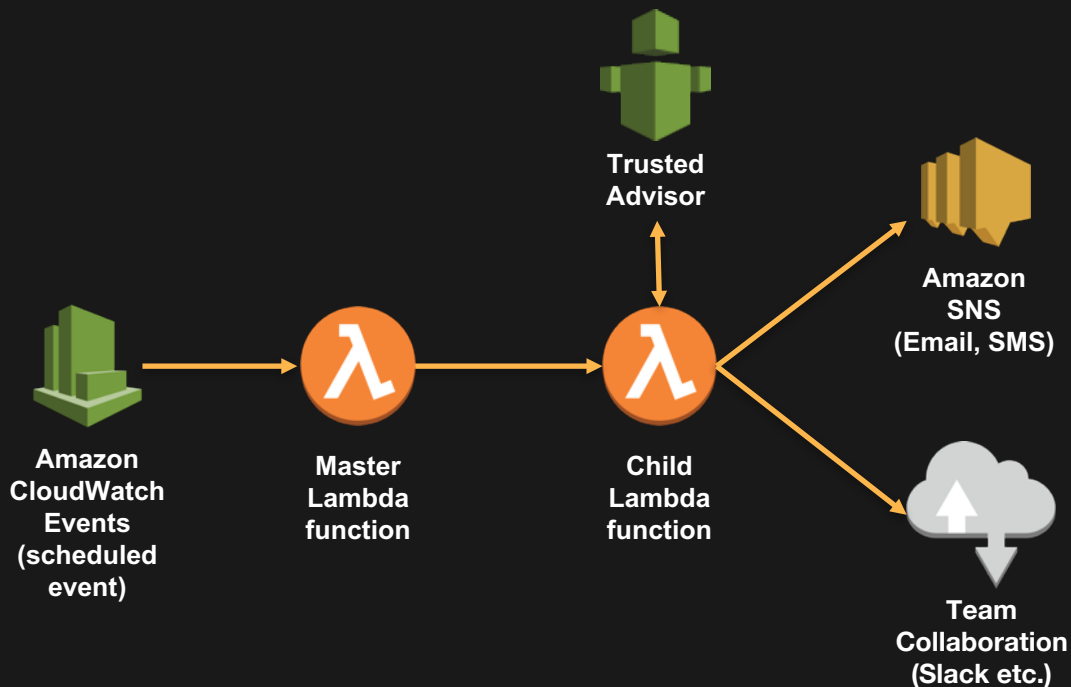 Trusted
Advisor
Amazon
SNS
(Email, SMS)
Amazon
CloudWatch
Events
(scheduled
event)
Master
Lambda
function
Child
Lambda
function
Team
Collaboration
(Slack etc.)